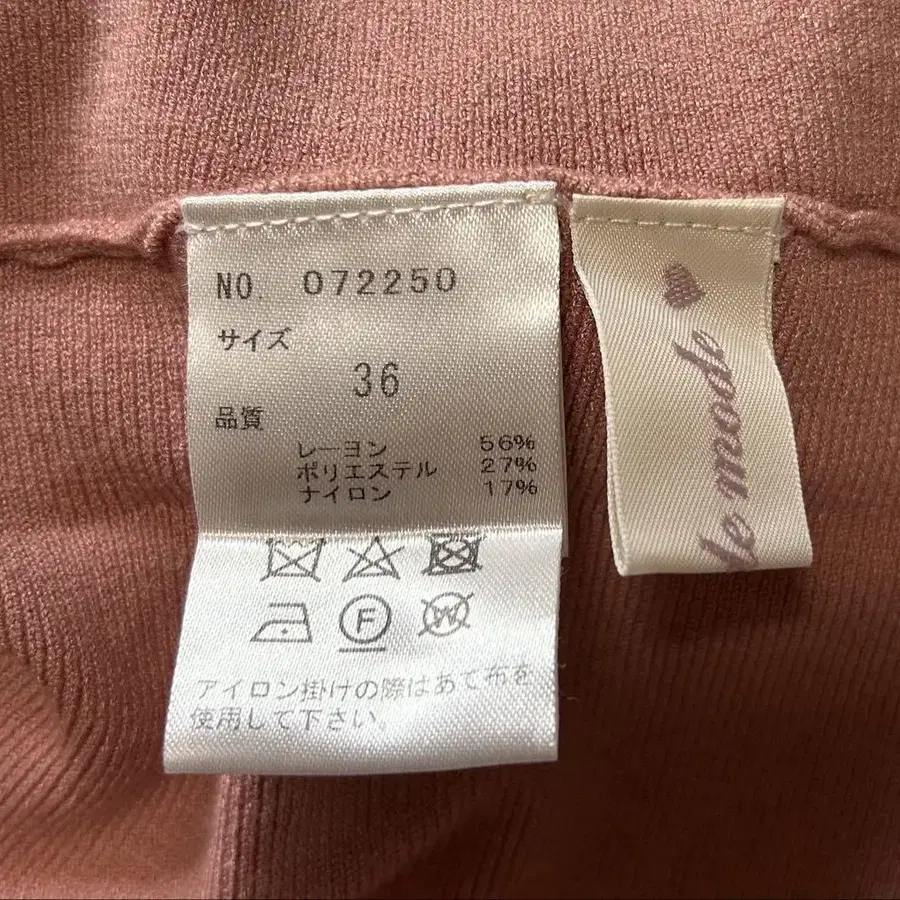 NO. 072250
サイズ
36
品質
レーヨン 56%
ポリエステル 27%
ナイロン 17%
F
W
アイロン掛けの際はあて布を
使用して下さい。
de mode